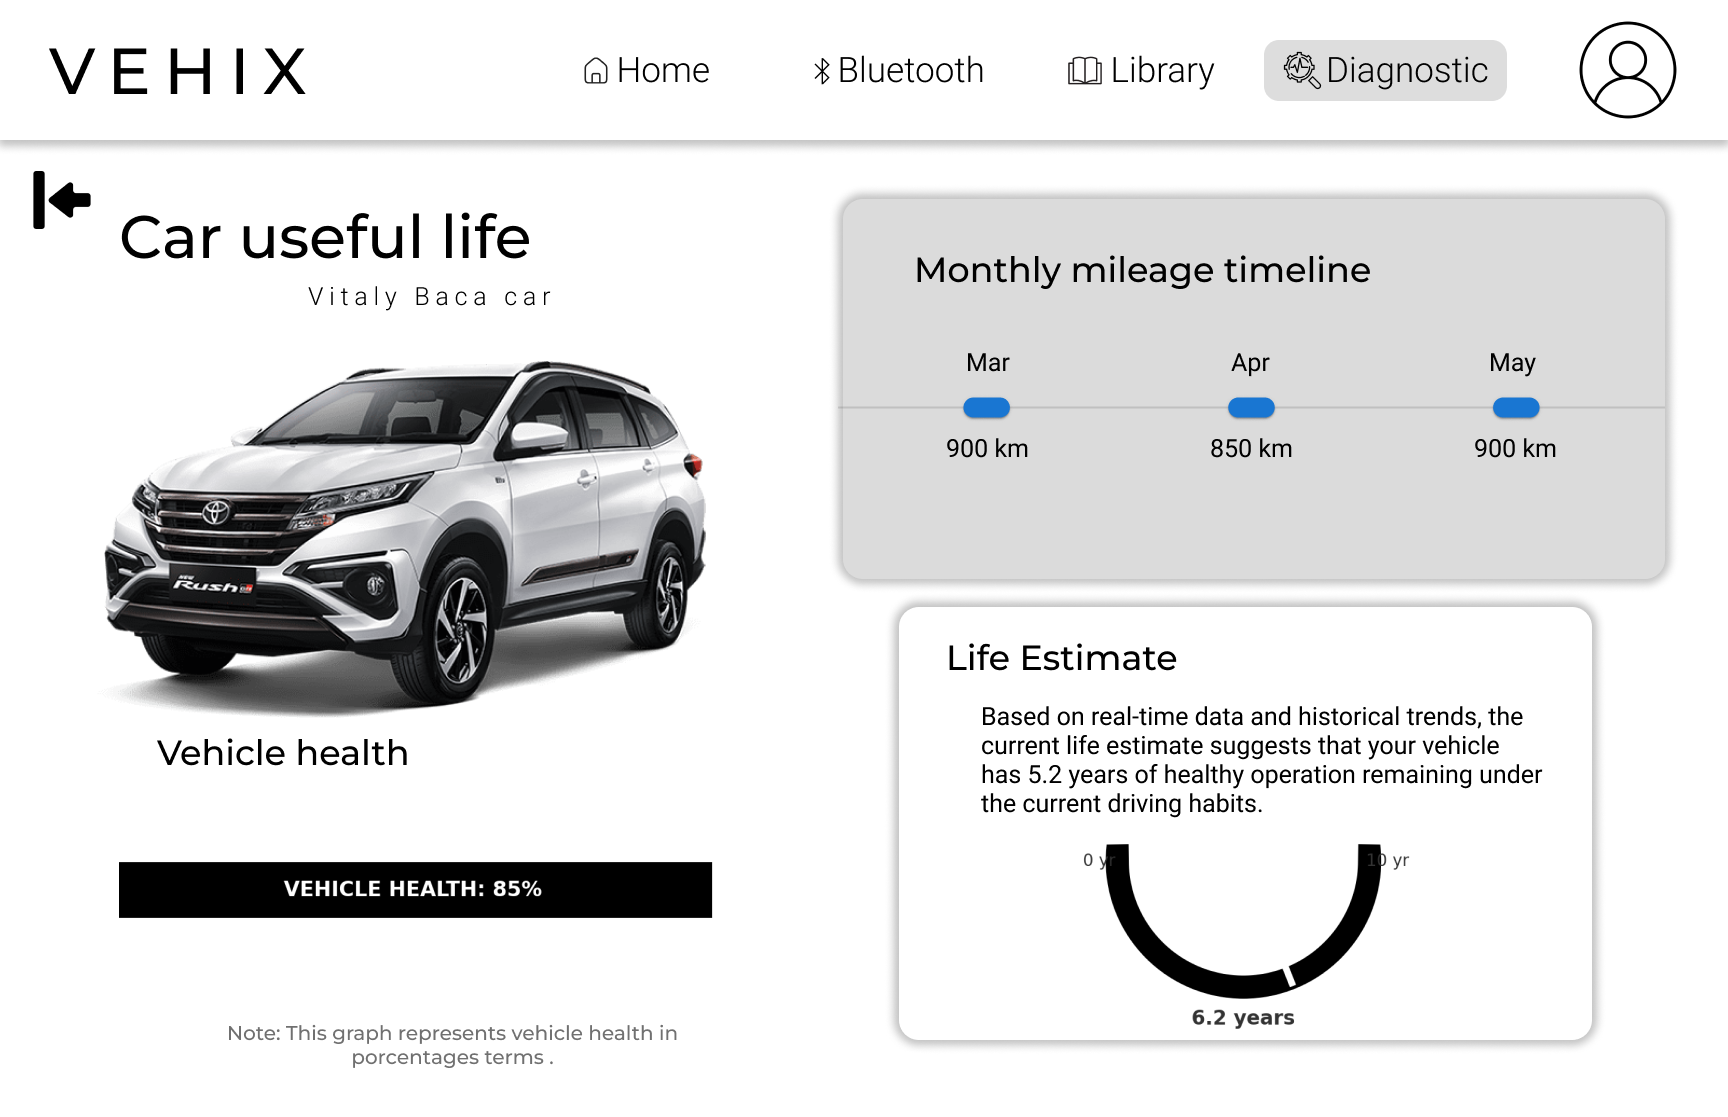 VEHIX
Home
Bluetooth
Library
Diagnostic
Car useful life
Vitaly Baca car
NEW
Rush
Vehicle health
VEHICLE HEALTH: 85%
Note: This graph represents vehicle health in
porcentages terms .
Monthly mileage timeline
Mar
Apr
May
900 km
850 km
900 km
Life Estimate
Based on real-time data and historical trends, the
current life estimate suggests that your vehicle
has 5.2 years of healthy operation remaining under
the current driving habits.
0 yr
10 yr
6.2 years